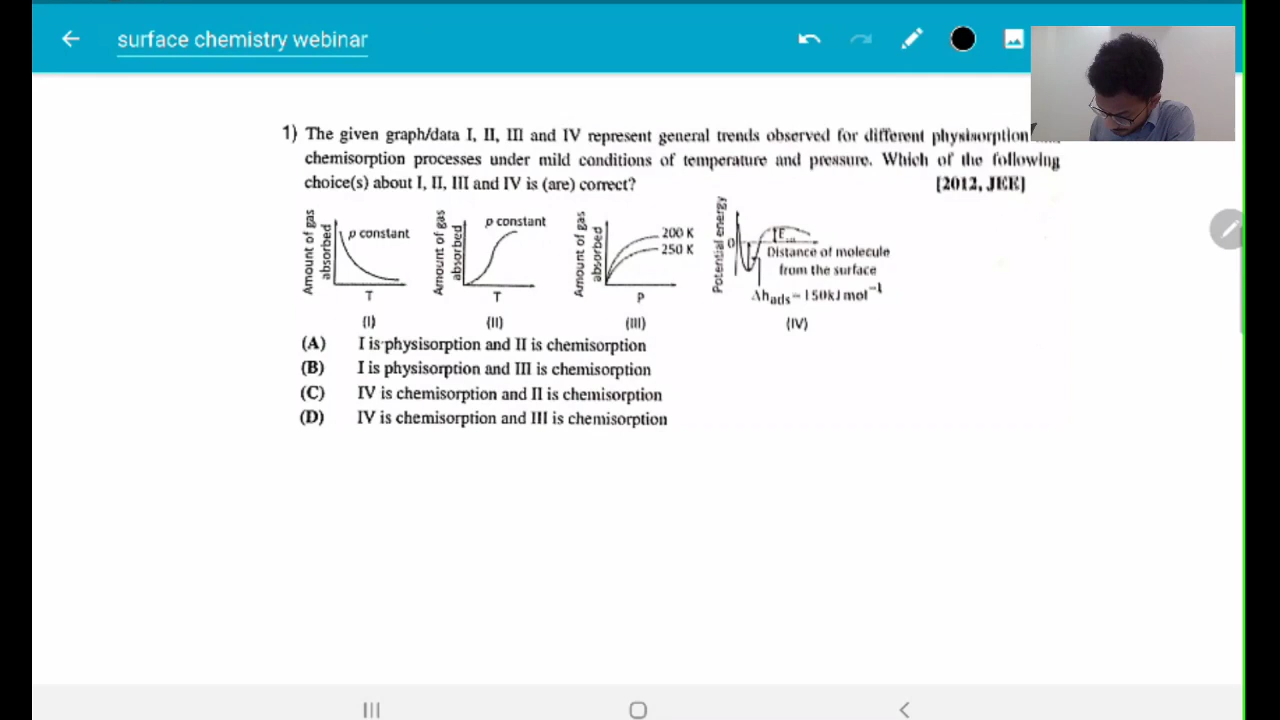 surface chemistry webinar
1) The given graph/data I, II, III and IV represent general trends observed for different physisorption
chemisorption processes under mild conditions of temperature and pressure. Which of the following
choice(s) about I, II, III and IV is (are) correct? [2012, JEE]
Amount of gas absorbed
p constant
T
(I)
Amount of gas absorbed
p constant
T
(II)
Amount of gas absorbed
200 K
250 K
P
(III)
Potential energy
0
Distance of molecule
from the surface
Δhads = 150kJ mol⁻¹
(IV)
(A) I is physisorption and II is chemisorption
(B) I is physisorption and III is chemisorption
(C) IV is chemisorption and II is chemisorption
(D) IV is chemisorption and III is chemisorption